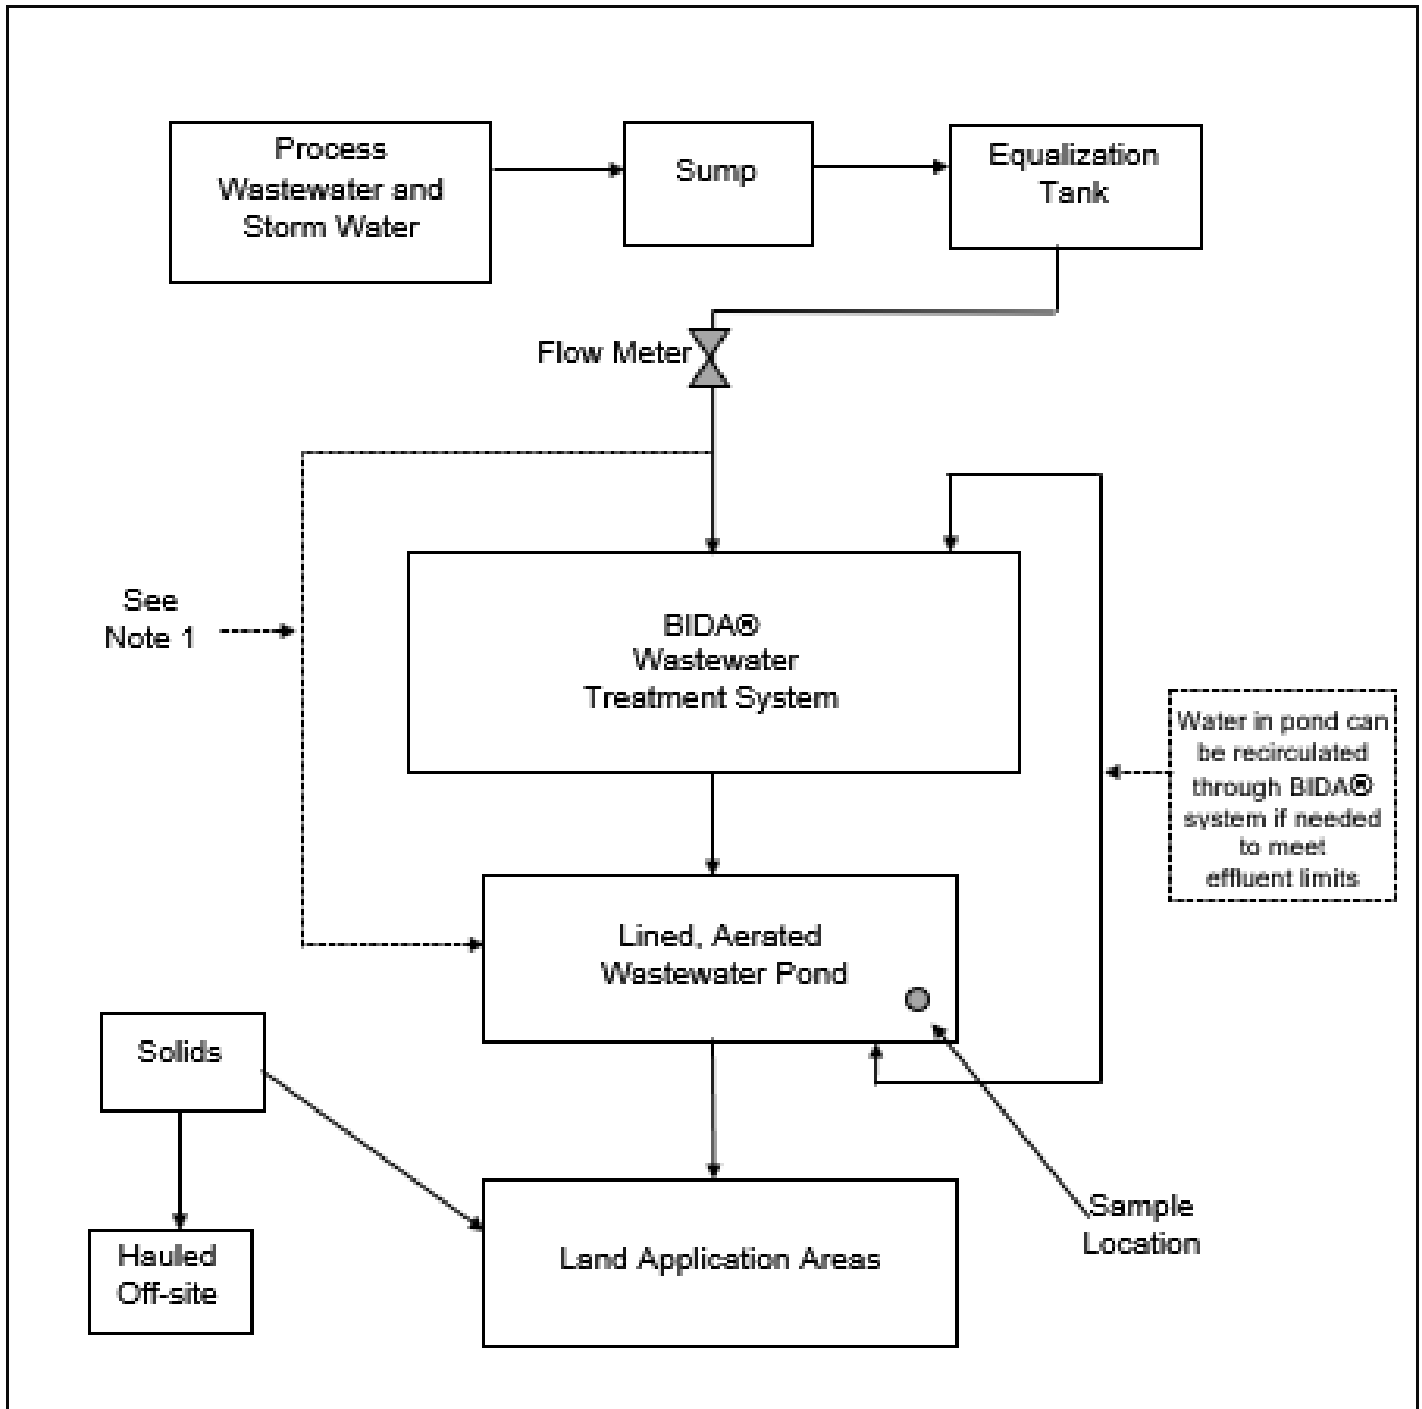 Process
Wastewater and
Storm Water
Sump
Equalization
Tank
Flow Meter
See
Note 1
BIDA®
Wastewater
Treatment System
Water in pond can
be recirculated
through BIDA®
system if needed
to meet
effluent limits
Lined, Aerated
Wastewater Pond
Solids
Sample
Location
Hauled
Off-site
Land Application Areas